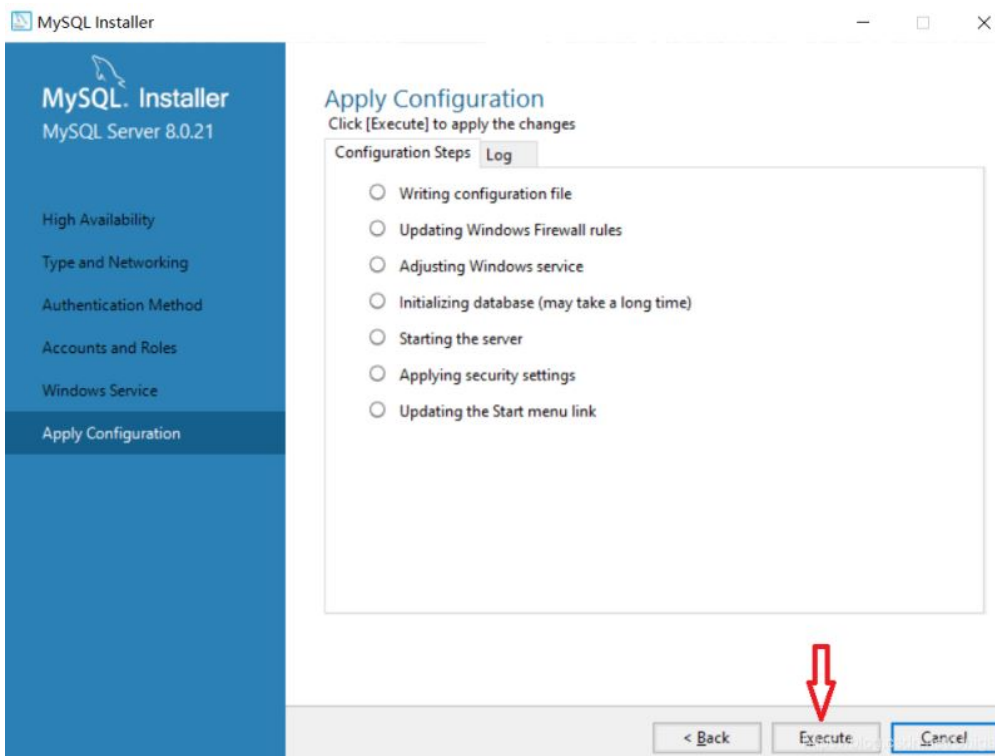 MySQL Installer
MySQL. Installer
MySQL Server 8.0.21
High Availability
Type and Networking
Authentication Method
Accounts and Roles
Windows Service
Apply Configuration
Apply Configuration
Click [Execute] to apply the changes
Configuration Steps
Log
Writing configuration file
Updating Windows Firewall rules
Adjusting Windows service
Initializing database (may take a long time)
Starting the server
Applying security settings
Updating the Start menu link
< Back
Execute
Cancel